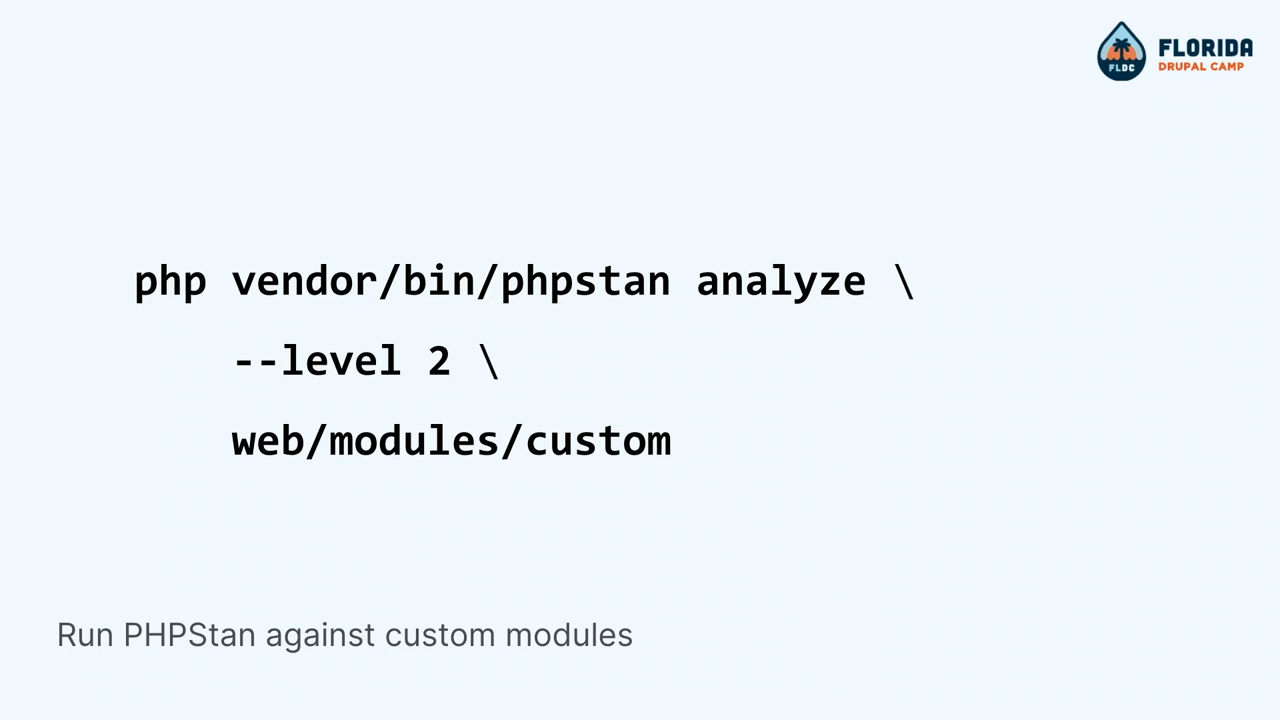 FLORIDA
DRUPAL CAMP
FLDC
php vendor/bin/phpstan analyze \
--level 2 \
web/modules/custom
Run PHPStan against custom modules